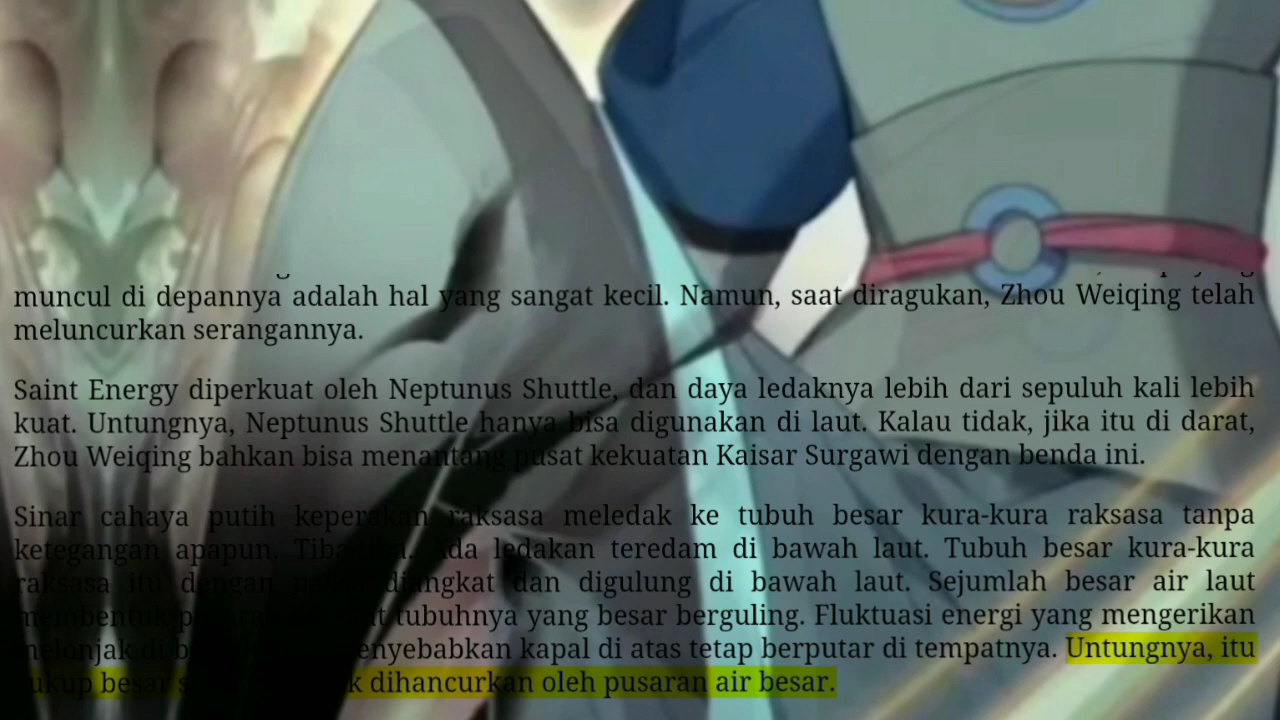 muncul di depannya adalah hal yang sangat kecil. Namun, saat diragukan, Zhou Weiqing telah
meluncurkan serangannya.
Saint Energy diperkuat oleh Neptunus Shuttle, dan daya ledaknya lebih dari sepuluh kali lebih
kuat. Untungnya, Neptunus Shuttle hanya bisa digunakan di laut. Kalau tidak, jika itu di darat,
Zhou Weiqing bahkan bisa menantang pusat kekuatan Kaisar Surgawi dengan benda ini.
Sinar cahaya putih keperakan raksasa meledak ke tubuh besar kura-kura raksasa tanpa
ketegangan apapun. Tiba-tiba. Ada ledakan teredam di bawah laut. Tubuh besar kura-kura
raksasa itu dengan diangkat dan digulung di bawah laut. Sejumlah besar air laut
membentuk tubuhnya yang besar berguling. Fluktuasi energi yang mengerikan
melonjak di menyebabkan kapal di atas tetap berputar di tempatnya. Untungnya, itu
cukup besar dihancurkan oleh pusaran air besar.